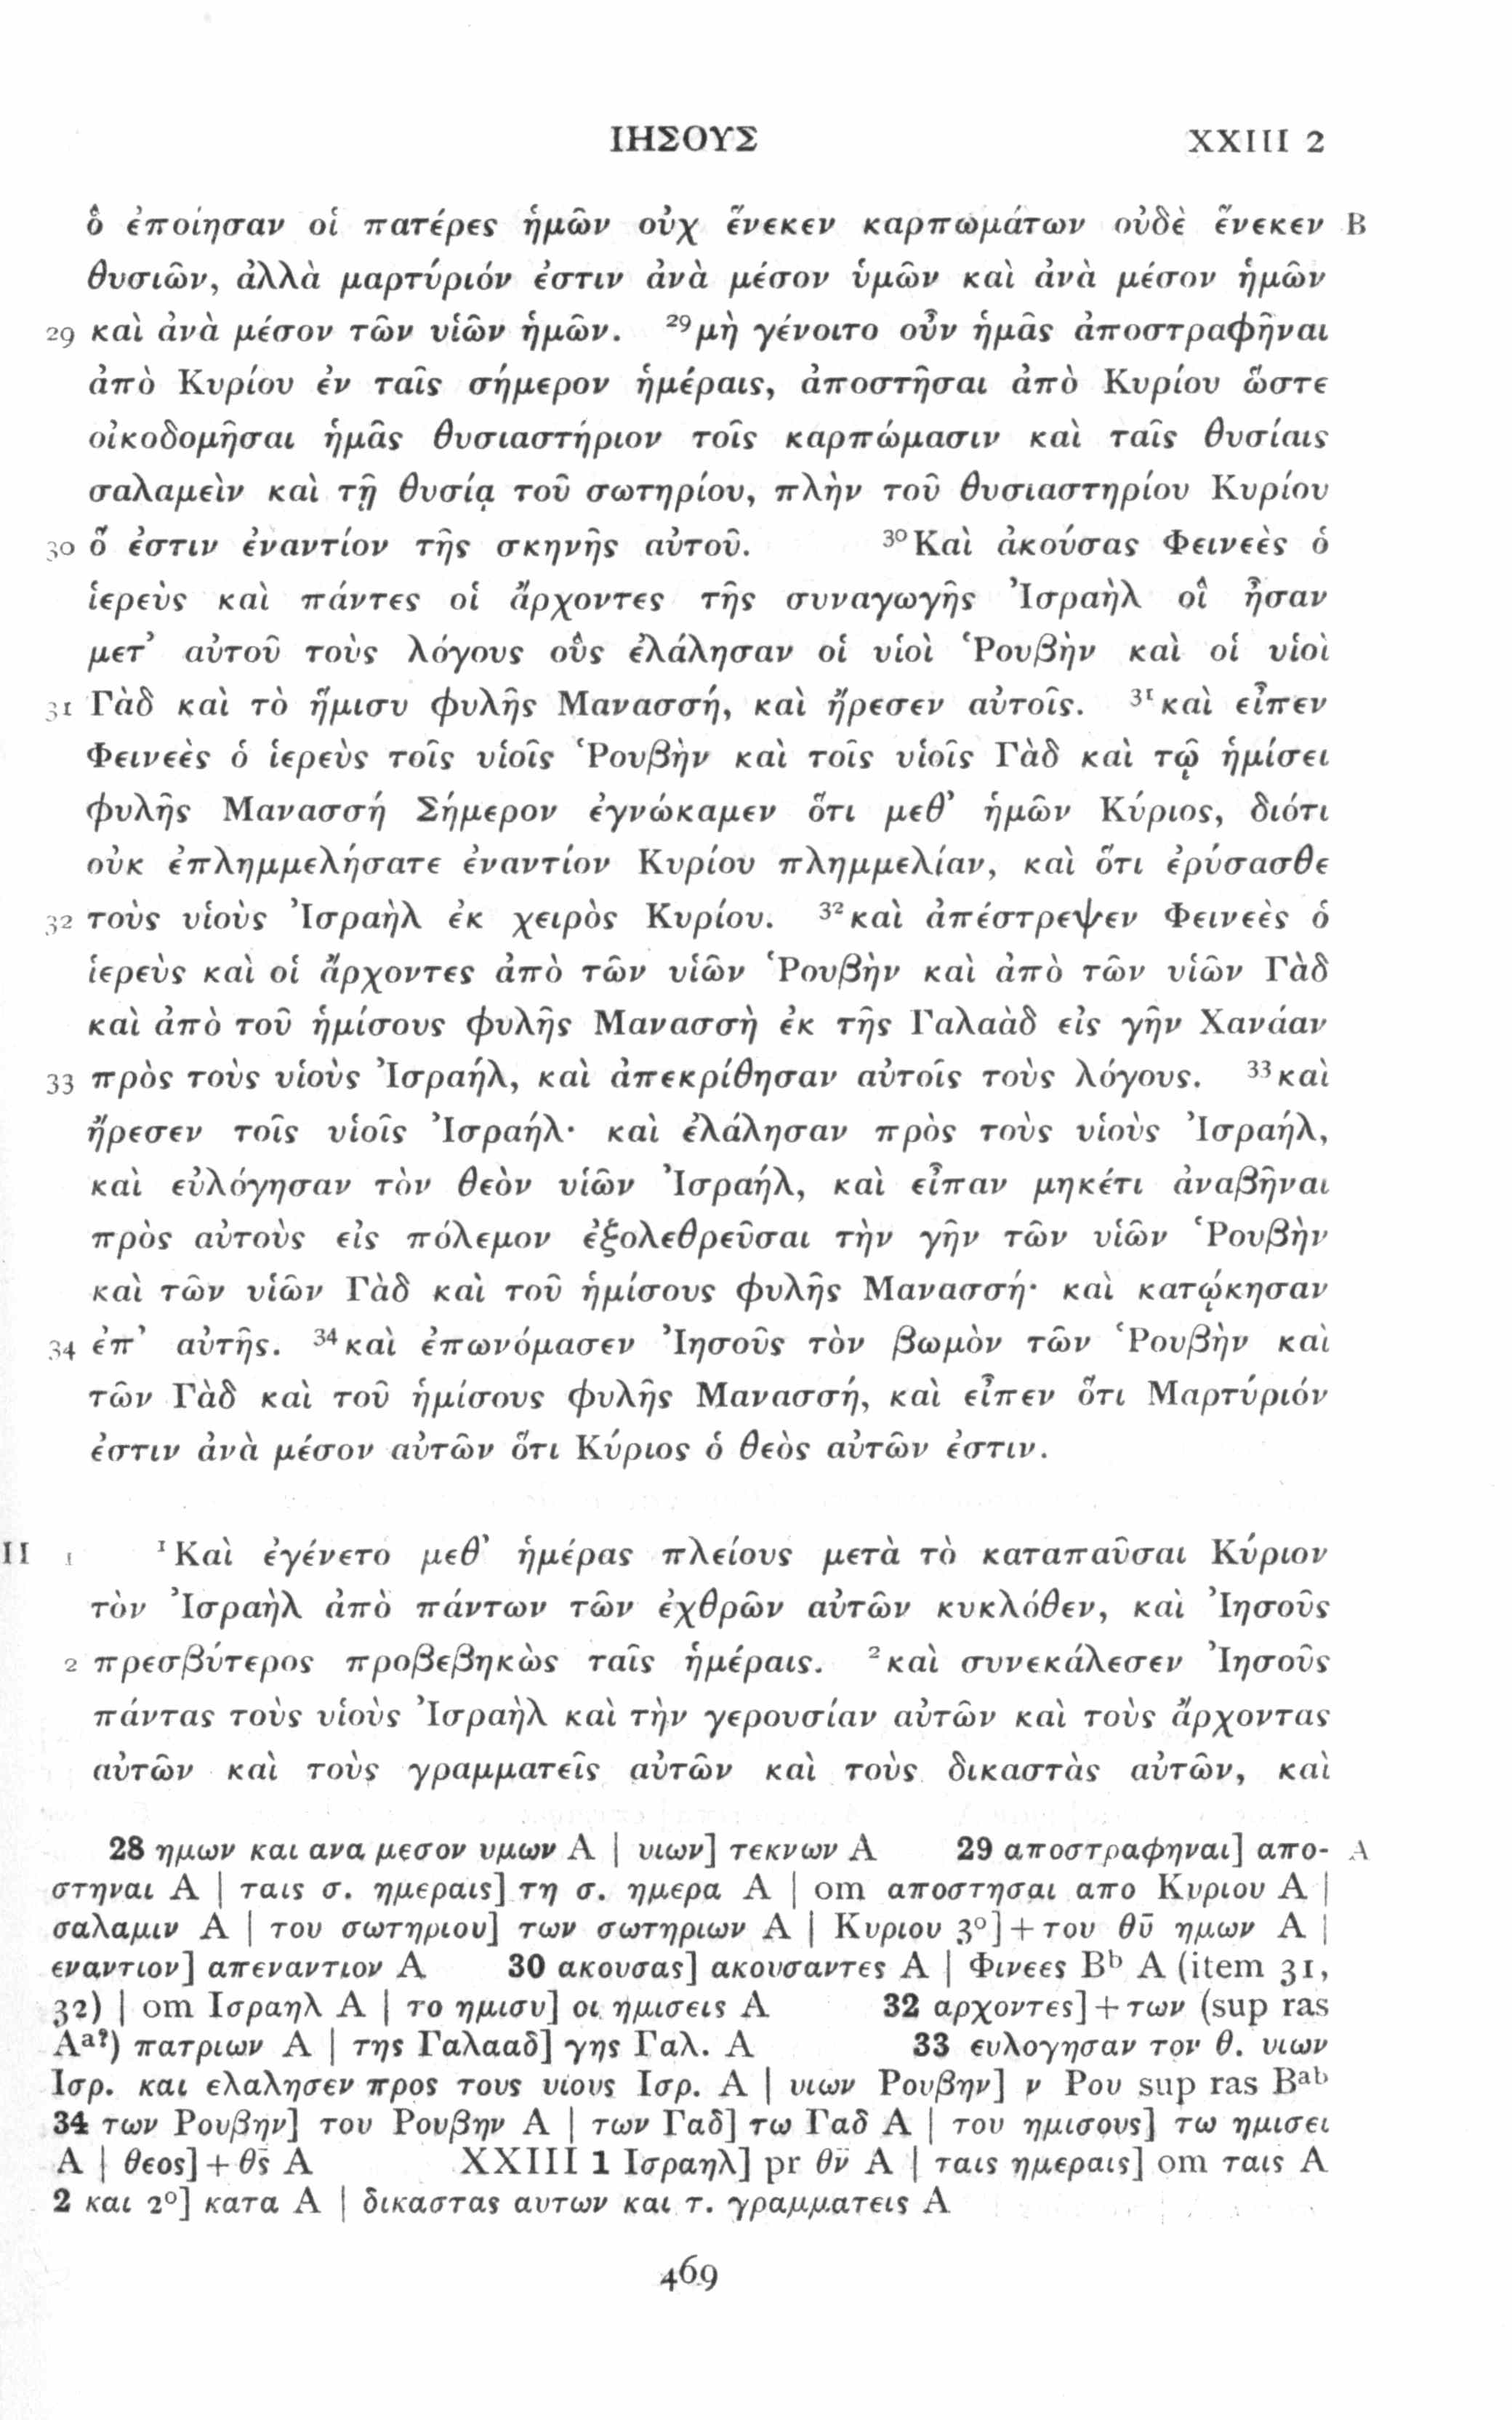 ΙΗΣΟΥΣ XXIII 2
ὃ ἐποίησαν οἱ πατέρες ἡμῶν οὐχ ἕνεκεν καρπωμάτων οὐδὲ ἕνεκεν B
θυσιῶν, ἀλλὰ μαρτύριόν ἐστιν ἀνὰ μέσον ὑμῶν καὶ ἀνὰ μέσον ἡμῶν
29 καὶ ἀνὰ μέσον τῶν υἱῶν ἡμῶν. ²⁹μὴ γένοιτο οὖν ἡμᾶς ἀποστραφῆναι
ἀπὸ Κυρίου ἐν ταῖς σήμερον ἡμέραις, ἀποστῆσαι ἀπὸ Κυρίου ὥστε
οἰκοδομῆσαι ἡμᾶς θυσιαστήριον τοῖς καρπώμασιν καὶ ταῖς θυσίαις
σαλαμεὶν καὶ τῇ θυσίᾳ τοῦ σωτηρίου, πλὴν τοῦ θυσιαστηρίου Κυρίου
30 ὅ ἐστιν ἐναντίον τῆς σκηνῆς αὐτοῦ. ³⁰Καὶ ἀκούσας Φεινεὲς ὁ
ἱερεὺς καὶ πάντες οἱ ἄρχοντες τῆς συναγωγῆς Ἰσραὴλ οἳ ἦσαν
μετ’ αὐτοῦ τοὺς λόγους οὓς ἐλάλησαν οἱ υἱοὶ Ῥουβὴν καὶ οἱ υἱοὶ
31 Γὰδ καὶ τὸ ἥμισυ φυλῆς Μανασσή, καὶ ἤρεσεν αὐτοῖς. ³¹καὶ εἶπεν
Φεινεὲς ὁ ἱερεὺς τοῖς υἱοῖς Ῥουβὴν καὶ τοῖς υἱοῖς Γὰδ καὶ τῷ ἡμίσει
φυλῆς Μανασσή Σήμερον ἐγνώκαμεν ὅτι μεθ’ ἡμῶν Κύριος, διότι
οὐκ ἐπλημμελήσατε ἐναντίον Κυρίου πλημμελίαν, καὶ ὅτι ἐρύσασθε
32 τοὺς υἱοὺς Ἰσραὴλ ἐκ χειρὸς Κυρίου. ³²καὶ ἀπέστρεψεν Φεινεὲς ὁ
ἱερεὺς καὶ οἱ ἄρχοντες ἀπὸ τῶν υἱῶν Ῥουβὴν καὶ ἀπὸ τῶν υἱῶν Γὰδ
καὶ ἀπὸ τοῦ ἡμίσους φυλῆς Μανασσὴ ἐκ τῆς Γαλαὰδ εἰς γῆν Χανάαν
33 πρὸς τοὺς υἱοὺς Ἰσραήλ, καὶ ἀπεκρίθησαν αὐτοῖς τοὺς λόγους. ³³καὶ
ἤρεσεν τοῖς υἱοῖς Ἰσραήλ· καὶ ἐλάλησαν πρὸς τοὺς υἱοὺς Ἰσραήλ,
καὶ εὐλόγησαν τὸν θεὸν υἱῶν Ἰσραήλ, καὶ εἶπαν μηκέτι ἀναβῆναι
πρὸς αὐτοὺς εἰς πόλεμον ἐξολεθρεῦσαι τὴν γῆν τῶν υἱῶν Ῥουβὴν
καὶ τῶν υἱῶν Γὰδ καὶ τοῦ ἡμίσους φυλῆς Μανασσή· καὶ κατῴκησαν
34 ἐπ’ αὐτῆς. ³⁴καὶ ἐπωνόμασεν Ἰησοῦς τὸν βωμὸν τῶν Ῥουβὴν καὶ
τῶν Γὰδ καὶ τοῦ ἡμίσους φυλῆς Μανασσή, καὶ εἶπεν ὅτι Μαρτύριόν
ἐστιν ἀνὰ μέσον αὐτῶν ὅτι Κύριος ὁ θεὸς αὐτῶν ἐστιν.
II 1 ¹Καὶ ἐγένετο μεθ’ ἡμέρας πλείους μετὰ τὸ καταπαῦσαι Κύριον
τὸν Ἰσραὴλ ἀπὸ πάντων τῶν ἐχθρῶν αὐτῶν κυκλόθεν, καὶ Ἰησοῦς
2 πρεσβύτερος προβεβηκὼς ταῖς ἡμέραις. ²καὶ συνεκάλεσεν Ἰησοῦς
πάντας τοὺς υἱοὺς Ἰσραὴλ καὶ τὴν γερουσίαν αὐτῶν καὶ τοὺς ἄρχοντας
αὐτῶν καὶ τοὺς γραμματεῖς αὐτῶν καὶ τοὺς δικαστὰς αὐτῶν, καὶ
28 ημων και ανα μεσον υμων A | υιων] τεκνων A 29 αποστραφηναι] απο- A
στηναι A | ταις σ. ημεραις] τη σ. ημερα A | om αποστησαι απο Κυριου A |
σαλαμιν A | του σωτηριου] των σωτηριων A | Κυριου 3º] + του θῡ ημων A |
εναντιον] απεναντιον A 30 ακουσας] ακουσαντες A | Φινεες Bᵇ A (item 31,
32) | om Ισραηλ A | το ημισυ] οι ημισεις A 32 αρχοντες] + των (sup ras
Aᵃ?) πατριων A | της Γαλααδ] γης Γαλ. A 33 ευλογησαν τον θ. υιων
Ισρ. και ελαλησεν προς τους υιους Ισρ. A | υιων Ρουβην] ν Ρου sup ras Bᵃᵇ
34 των Ρουβην] του Ρουβην A | των Γαδ] τω Γαδ A | του ημισους] τω ημισει
A | θεος] + θς̄ A XXIII 1 Ισραηλ] pr θν̄ A | ταις ημεραις] om ταις A
2 και 2º] κατα A | δικαστας αυτων και τ. γραμματεις A
469